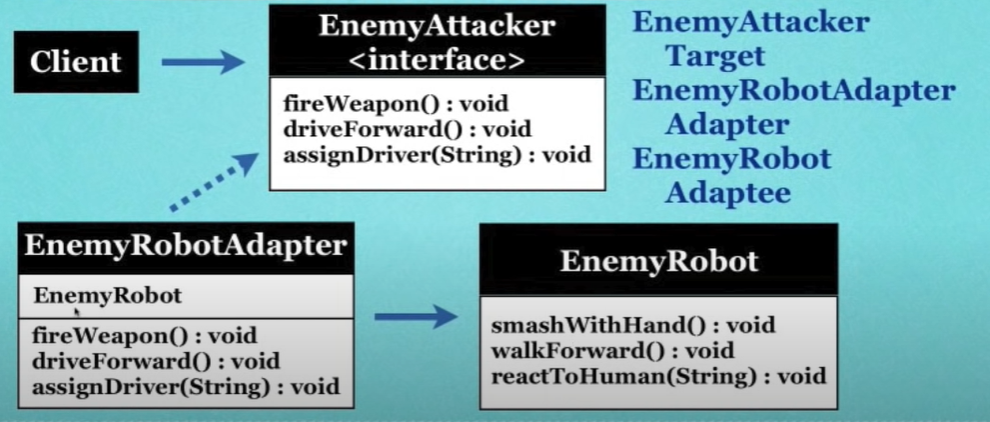 Client
EnemyAttacker
<interface>
fireWeapon() : void
driveForward() : void
assignDriver(String) : void
EnemyAttacker
Target
EnemyRobotAdapter
Adapter
EnemyRobot
Adaptee
EnemyRobotAdapter
EnemyRobot
fireWeapon() : void
driveForward() : void
assignDriver(String) : void
EnemyRobot
smashWithHand() : void
walkForward() : void
reactToHuman(String) : void